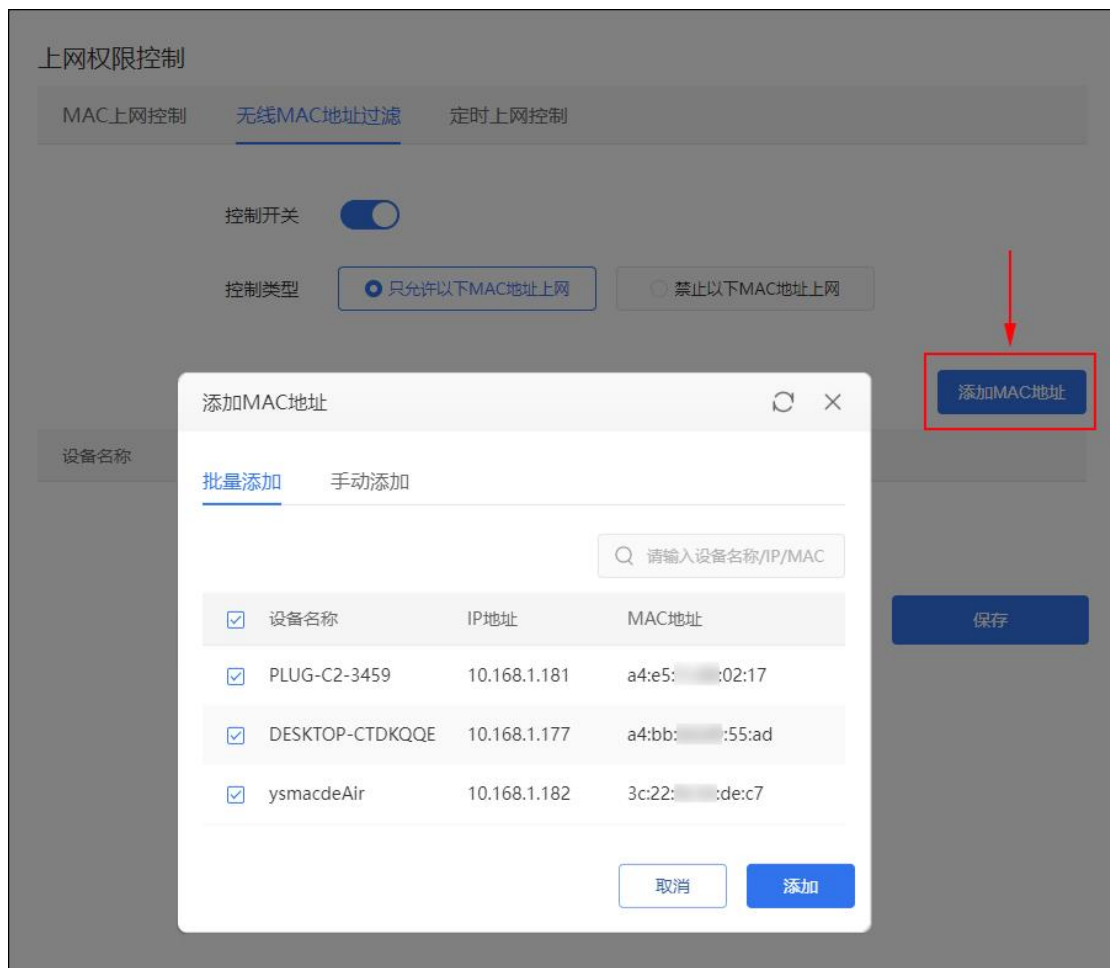 上网权限控制
MAC上网控制 无线MAC地址过滤 定时上网控制
控制开关
控制类型 只允许以下MAC地址上网 禁止以下MAC地址上网
添加MAC地址
设备名称
添加MAC地址
批量添加 手动添加
请输入设备名称/IP/MAC
设备名称 IP地址 MAC地址
PLUG-C2-3459 10.168.1.181 a4:e5: :02:17
DESKTOP-CTDKQQE 10.168.1.177 a4:bb: :55:ad
ysmacdeAir 10.168.1.182 3c:22: :de:c7
保存
取消 添加